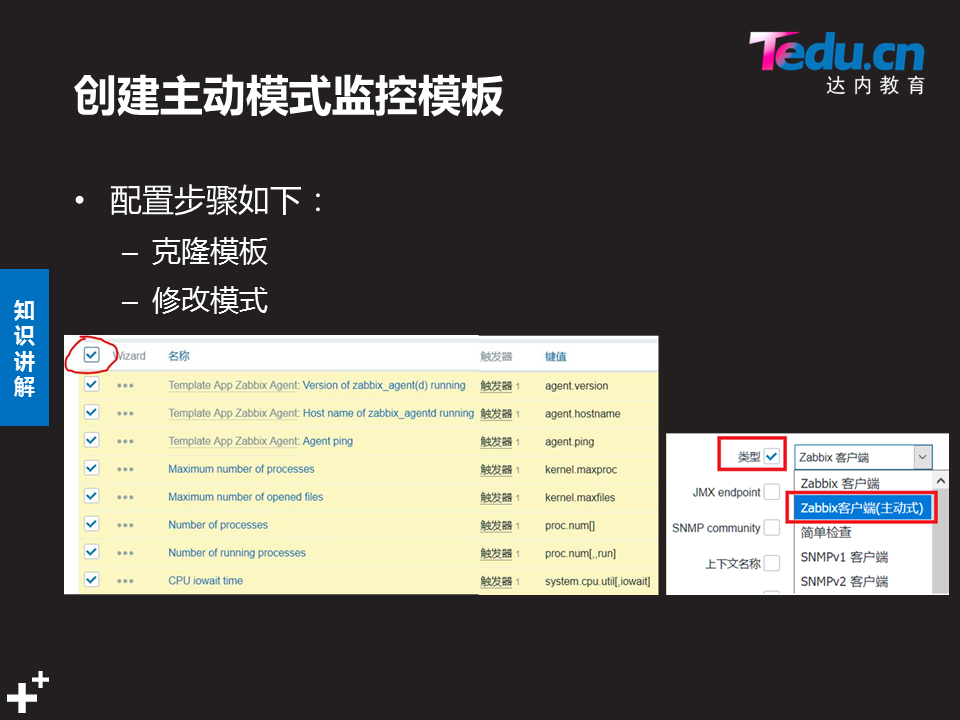 Tedu.cn
达内教育
创建主动模式监控模板
• 配置步骤如下：
– 克隆模板
– 修改模式
知识讲解
Wizard 名称 触发器 键值
••• Template App Zabbix Agent: Version of zabbix_agent(d) running 触发器 1 agent.version
••• Template App Zabbix Agent: Host name of zabbix_agentd running 触发器 1 agent.hostname
••• Template App Zabbix Agent: Agent ping 触发器 1 agent.ping
••• Maximum number of processes 触发器 1 kernel.maxproc
••• Maximum number of opened files 触发器 1 kernel.maxfiles
••• Number of processes 触发器 1 proc.num[]
••• Number of running processes 触发器 1 proc.num[,,run]
••• CPU iowait time 触发器 1 system.cpu.util[,iowait]
类型 Zabbix 客户端
Zabbix 客户端
JMX endpoint
Zabbix客户端(主动式)
SNMP community
简单检查
SNMPv1 客户端
上下文名称
SNMPv2 客户端